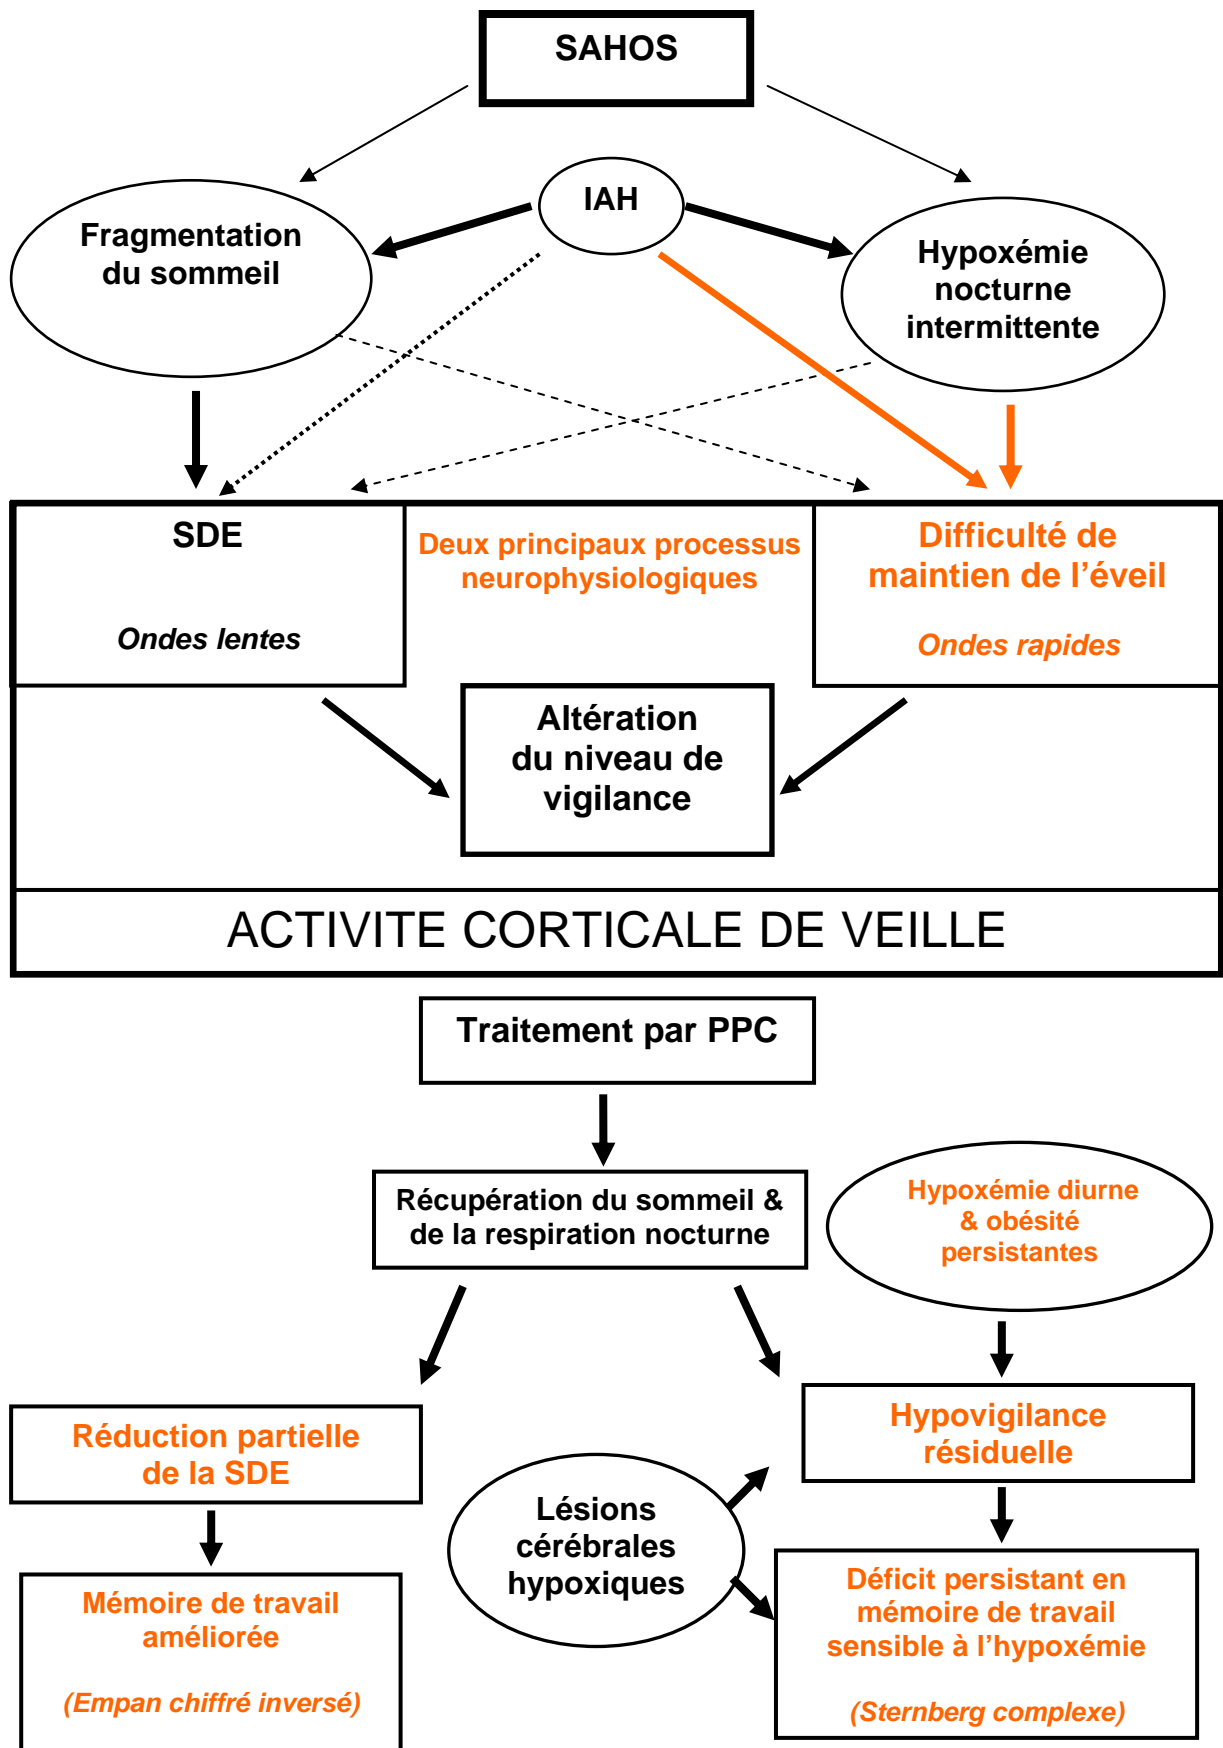 SAHOS
IAH
Fragmentation
du sommeil
Hypoxémie
nocturne
intermittente
SDE
Ondes lentes
Deux principaux processus
neurophysiologiques
Difficulté de
maintien de l’éveil
Ondes rapides
Altération
du niveau de
vigilance
ACTIVITE CORTICALE DE VEILLE
Traitement par PPC
Récupération du sommeil &
de la respiration nocturne
Hypoxémie diurne
& obésité
persistantes
Réduction partielle
de la SDE
Hypovigilance
résiduelle
Lésions
cérébrales
hypoxiques
Mémoire de travail
améliorée
(Empan chiffré inversé)
Déficit persistant en
mémoire de travail
sensible à l’hypoxémie
(Sternberg complexe)